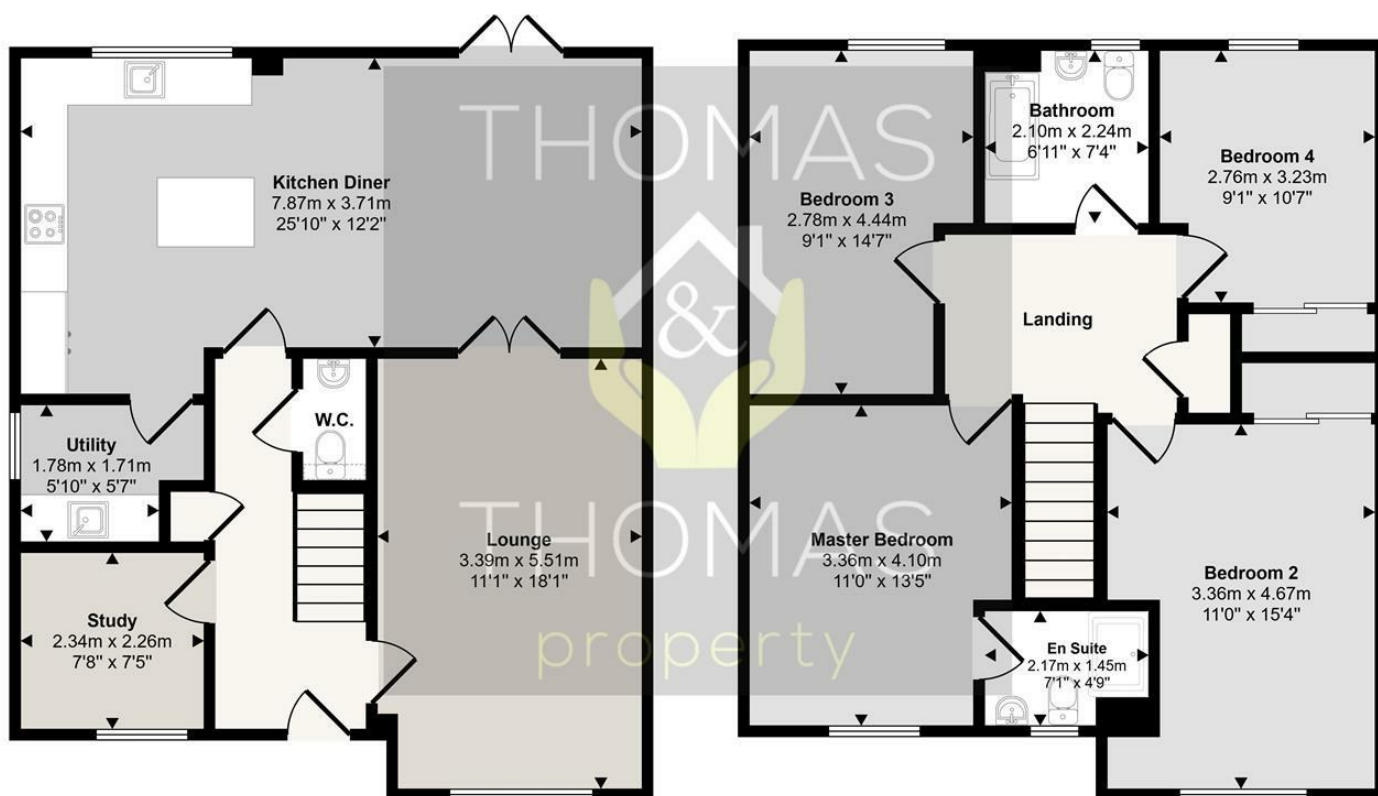 THOMAS
&
THOMAS
property
Kitchen Diner
7.87m x 3.71m
25'10" x 12'2"
W.C.
Utility
1.78m x 1.71m
5'10" x 5'7"
Lounge
3.39m x 5.51m
11'1" x 18'1"
Study
2.34m x 2.26m
7'8" x 7'5"
Bathroom
2.10m x 2.24m
6'11" x 7'4"
Bedroom 3
2.78m x 4.44m
9'1" x 14'7"
Bedroom 4
2.76m x 3.23m
9'1" x 10'7"
Landing
Master Bedroom
3.36m x 4.10m
11'0" x 13'5"
Bedroom 2
3.36m x 4.67m
11'0" x 15'4"
En Suite
2.17m x 1.45m
7'1" x 4'9"